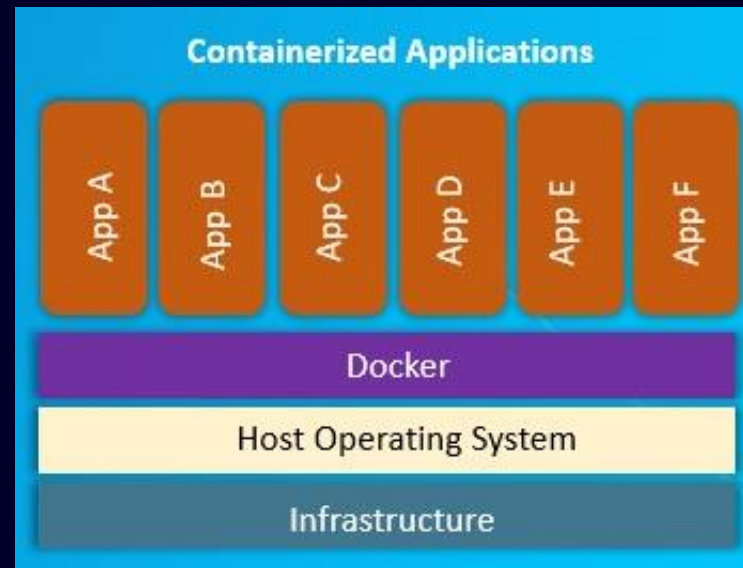 Containerized Applications
App A
App B
App C
App D
App E
App F
Docker
Host Operating System
Infrastructure